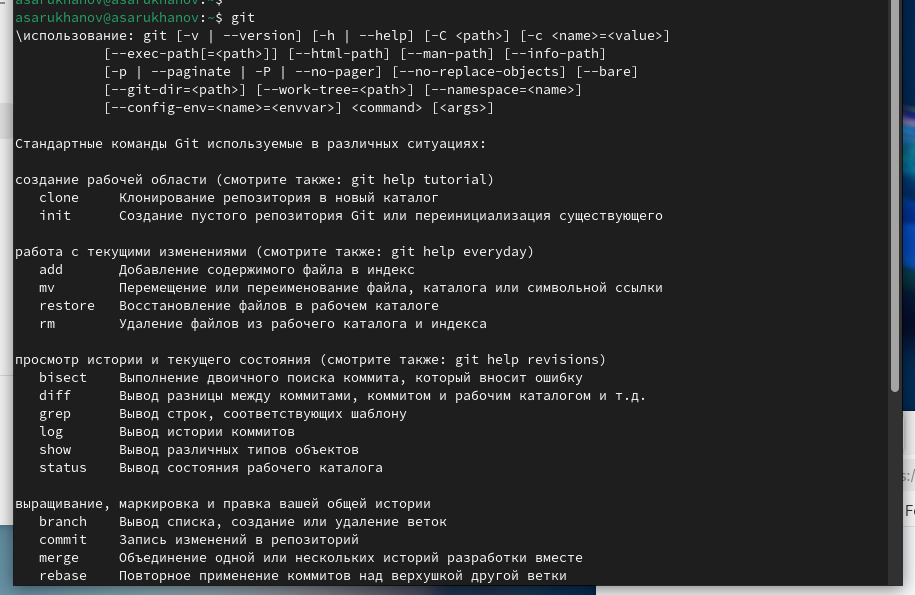 asarukhanov@asarukhanov:~$
asarukhanov@asarukhanov:~$ git
\использование: git [-v | --version] [-h | --help] [-C <path>] [-c <name>=<value>]
           [--exec-path[=<path>]] [--html-path] [--man-path] [--info-path]
           [-p | --paginate | -P | --no-pager] [--no-replace-objects] [--bare]
           [--git-dir=<path>] [--work-tree=<path>] [--namespace=<name>]
           [--config-env=<name>=<envvar>] <command> [<args>]
Стандартные команды Git используемые в различных ситуациях:
создание рабочей области (смотрите также: git help tutorial)
   clone     Клонирование репозитория в новый каталог
   init      Создание пустого репозитория Git или переинициализация существующего
работа с текущими изменениями (смотрите также: git help everyday)
   add       Добавление содержимого файла в индекс
   mv        Перемещение или переименование файла, каталога или символьной ссылки
   restore   Восстановление файлов в рабочем каталоге
   rm        Удаление файлов из рабочего каталога и индекса
просмотр истории и текущего состояния (смотрите также: git help revisions)
   bisect    Выполнение двоичного поиска коммита, который вносит ошибку
   diff      Вывод разницы между коммитами, коммитом и рабочим каталогом и т.д.
   grep      Вывод строк, соответствующих шаблону
   log       Вывод истории коммитов
   show      Вывод различных типов объектов
   status    Вывод состояния рабочего каталога
выращивание, маркировка и правка вашей общей истории
   branch    Вывод списка, создание или удаление веток
   commit    Запись изменений в репозиторий
   merge     Объединение одной или нескольких историй разработки вместе
   rebase    Повторное применение коммитов над верхушкой другой ветки